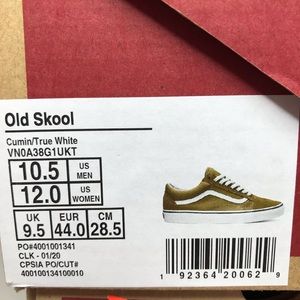 Old Skool
Cumin/True White
VN0A38G1UKT
10.5 US MEN
12.0 US WOMEN
UK EUR CM
9.5 44.0 28.5
PO#4001001341
CLK - 01/20
CPSIA PO/CUT#
400100134100010
1 92364 20062 9